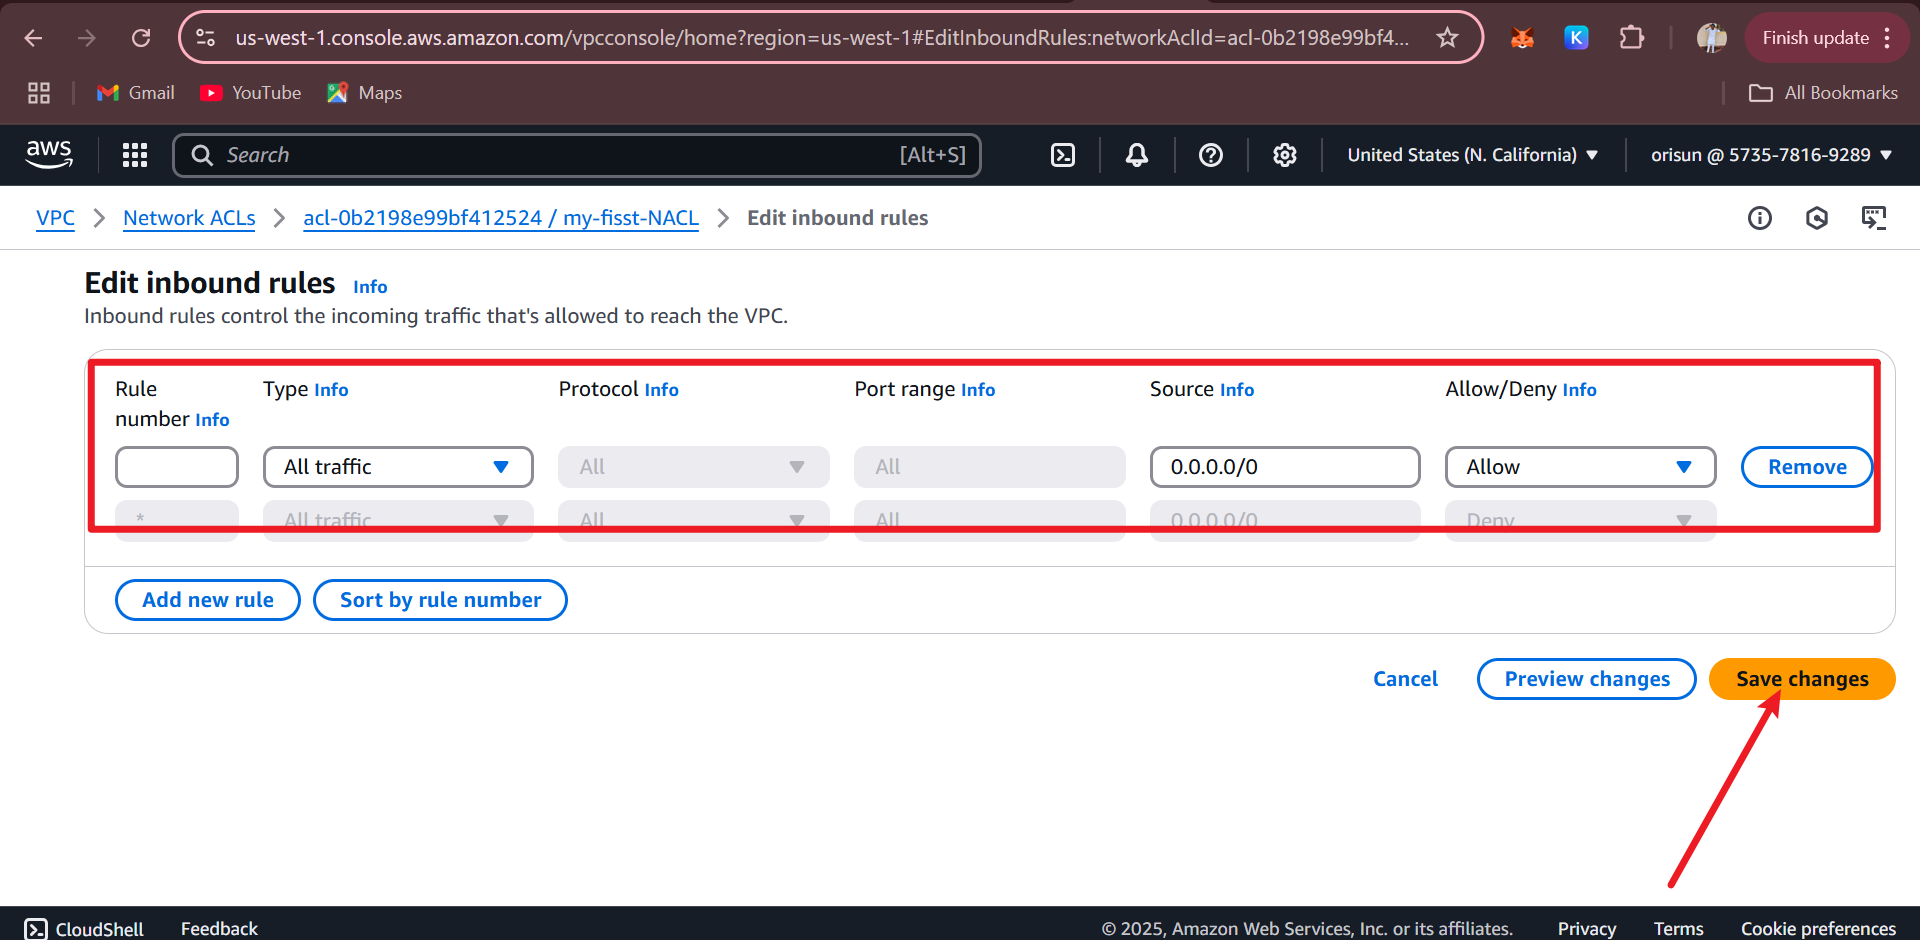 us-west-1.console.aws.amazon.com/vpcconsole/home?region=us-west-1#EditInboundRules:networkAclId=acl-0b2198e99bf4...
K
Finish update
Gmail
YouTube
Maps
All Bookmarks
aws
Search
[Alt+S]
United States (N. California)
orisun @ 5735-7816-9289
VPC
Network ACLs
acl-0b2198e99bf412524 / my-fisst-NACL
Edit inbound rules
Edit inbound rules Info
Inbound rules control the incoming traffic that's allowed to reach the VPC.
Rule number Info
Type Info
Protocol Info
Port range Info
Source Info
Allow/Deny Info
All traffic
All
All
0.0.0.0/0
Allow
Remove
*
All traffic
All
All
0.0.0.0/0
Deny
Add new rule
Sort by rule number
Cancel
Preview changes
Save changes
CloudShell
Feedback
© 2025, Amazon Web Services, Inc. or its affiliates.
Privacy
Terms
Cookie preferences